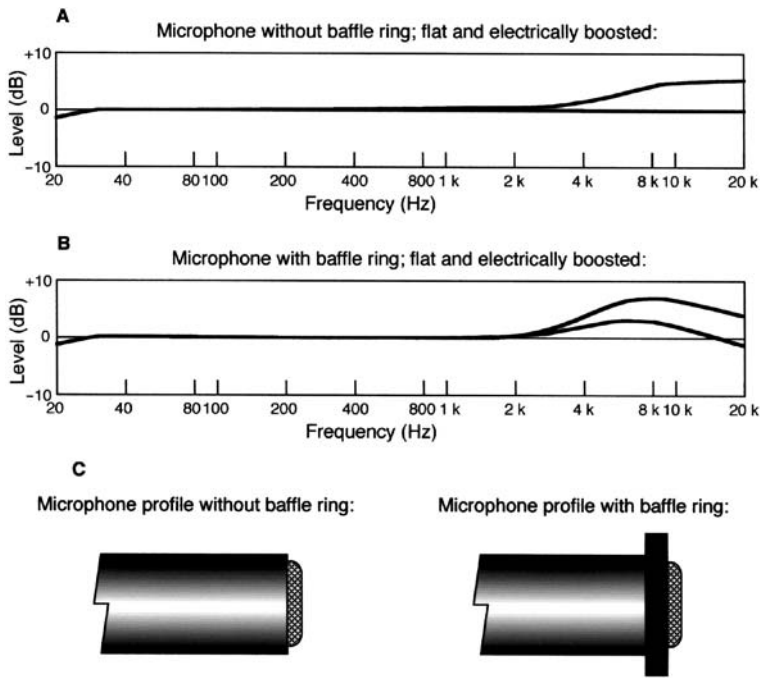 A
Microphone without baffle ring; flat and electrically boosted:
+10
0
−10
Level (dB)
20 40 80 100 200 400 800 1 k 2 k 4 k 8 k 10 k 20 k
Frequency (Hz)
B
Microphone with baffle ring; flat and electrically boosted:
+10
0
−10
Level (dB)
20 40 80 100 200 400 800 1 k 2 k 4 k 8 k 10 k 20 k
Frequency (Hz)
C
Microphone profile without baffle ring: Microphone profile with baffle ring: